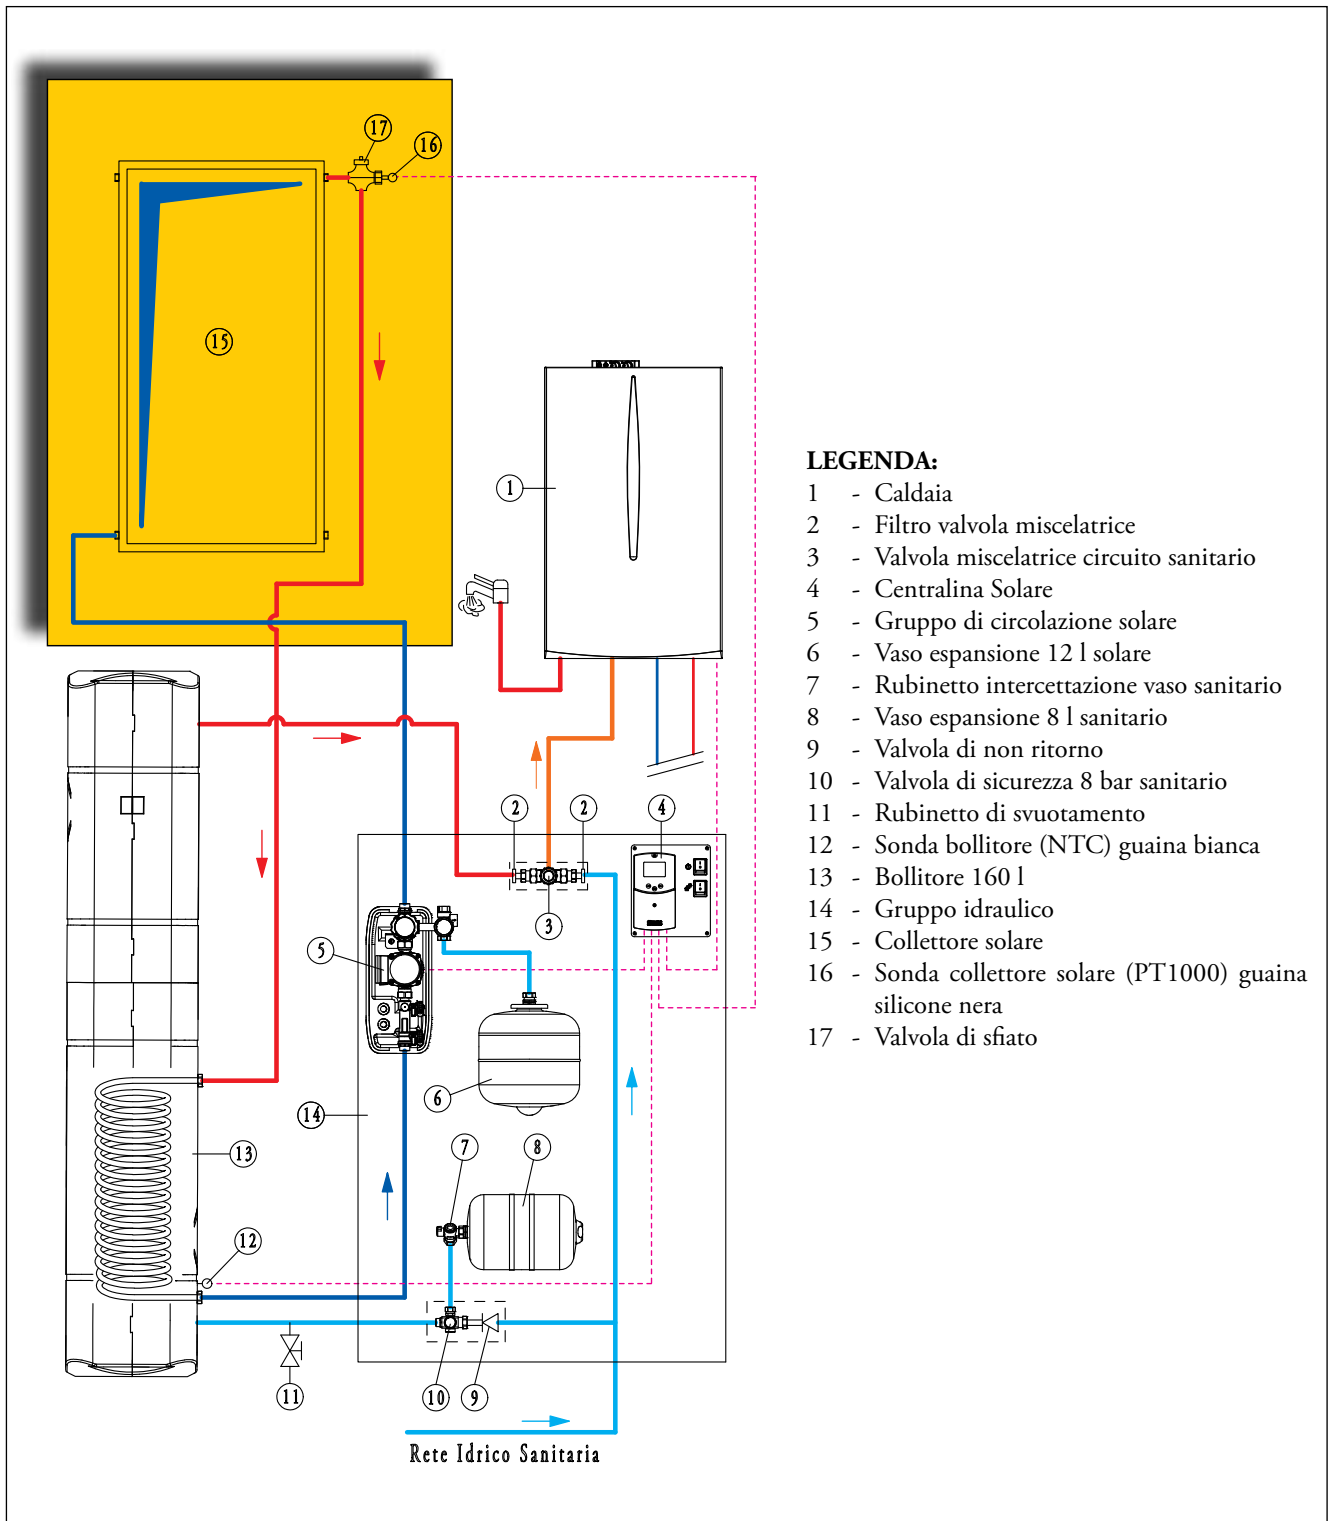 17
16
15
1
LEGENDA:
1 - Caldaia
2 - Filtro valvola miscelatrice
3 - Valvola miscelatrice circuito sanitario
4 - Centralina Solare
5 - Gruppo di circolazione solare
6 - Vaso espansione 12 l solare
7 - Rubinetto intercettazione vaso sanitario
8 - Vaso espansione 8 l sanitario
9 - Valvola di non ritorno
10 - Valvola di sicurezza 8 bar sanitario
11 - Rubinetto di svuotamento
12 - Sonda bollitore (NTC) guaina bianca
13 - Bollitore 160 l
14 - Gruppo idraulico
15 - Collettore solare
16 - Sonda collettore solare (PT1000) guaina
silicone nera
17 - Valvola di sfiato
2
2
4
3
5
6
14
7
8
13
12
11
10
9
Rete Idrico Sanitaria